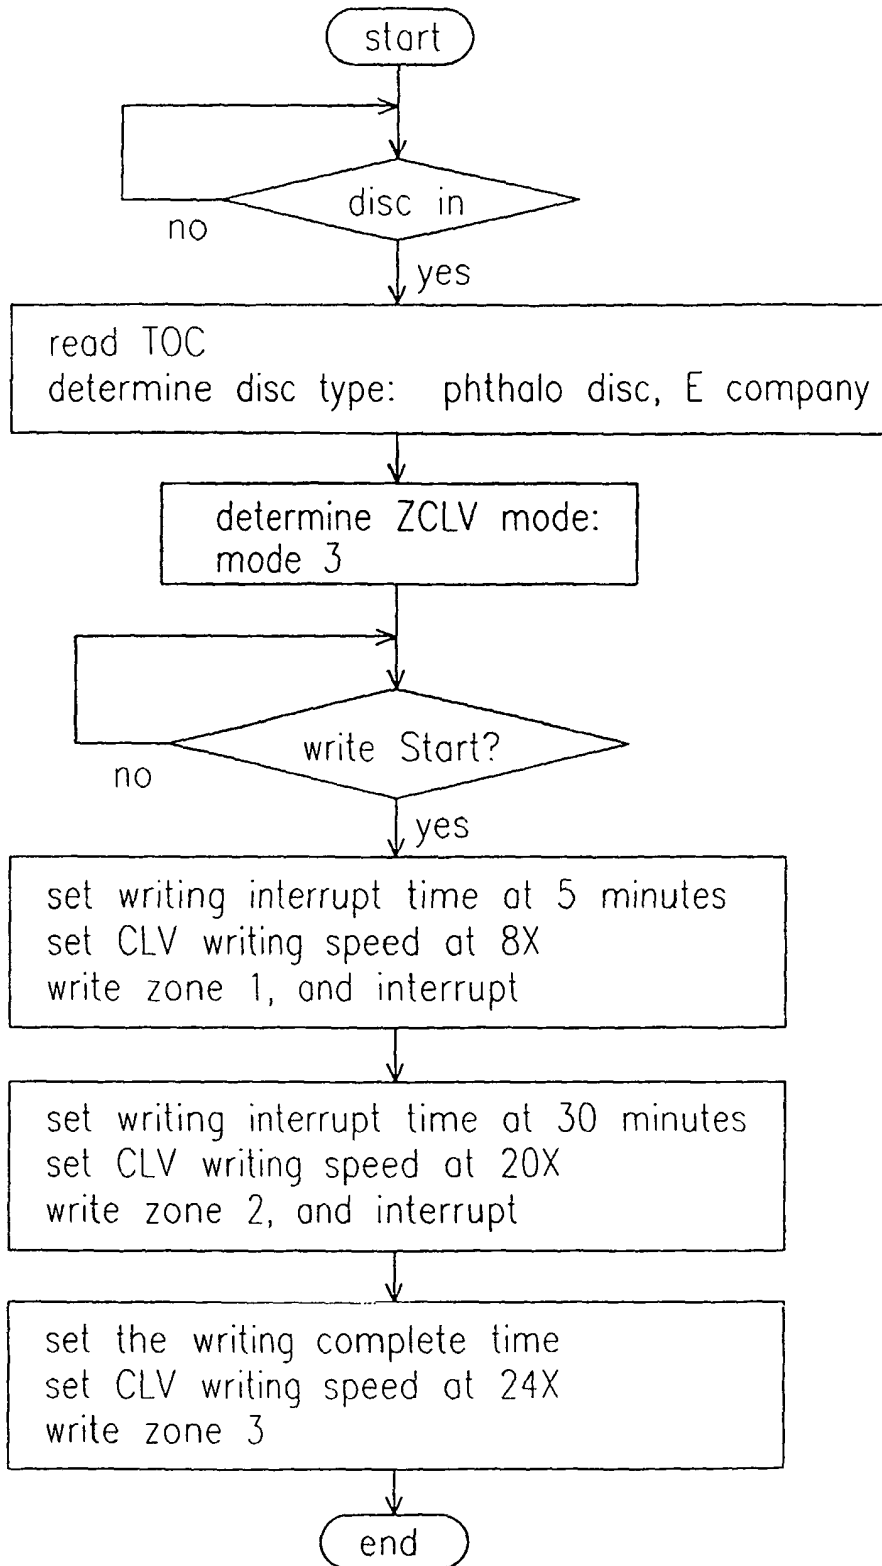 start
disc in
no
yes
read TOC
determine disc type: phthalo disc, E company
determine ZCLV mode:
mode 3
write Start?
no
yes
set writing interrupt time at 5 minutes
set CLV writing speed at 8X
write zone 1, and interrupt
set writing interrupt time at 30 minutes
set CLV writing speed at 20X
write zone 2, and interrupt
set the writing complete time
set CLV writing speed at 24X
write zone 3
end